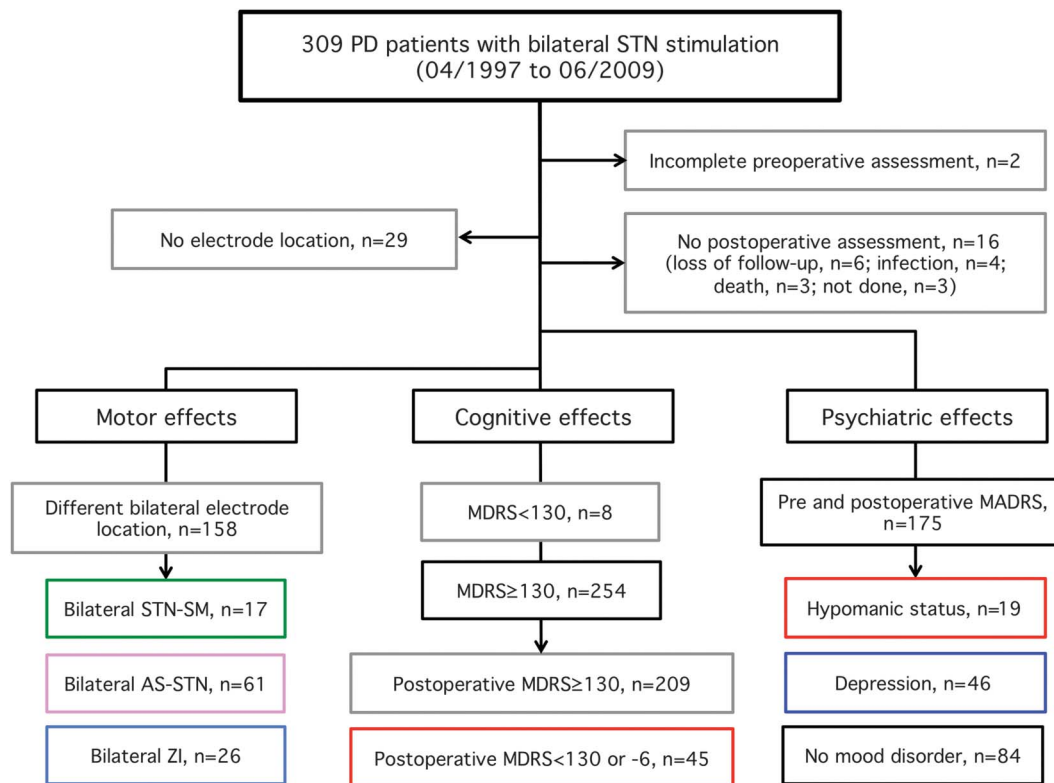 309 PD patients with bilateral STN stimulation
(04/1997 to 06/2009)
Incomplete preoperative assessment, n=2
No electrode location, n=29
No postoperative assessment, n=16
(loss of follow-up, n=6; infection, n=4;
death, n=3; not done, n=3)
Motor effects
Cognitive effects
Psychiatric effects
Different bilateral electrode
location, n=158
MDRS<130, n=8
Pre and postoperative MADRS,
n=175
Bilateral STN-SM, n=17
MDRS≥130, n=254
Hypomanic status, n=19
Bilateral AS-STN, n=61
Postoperative MDRS≥130, n=209
Depression, n=46
Bilateral ZI, n=26
Postoperative MDRS<130 or -6, n=45
No mood disorder, n=84